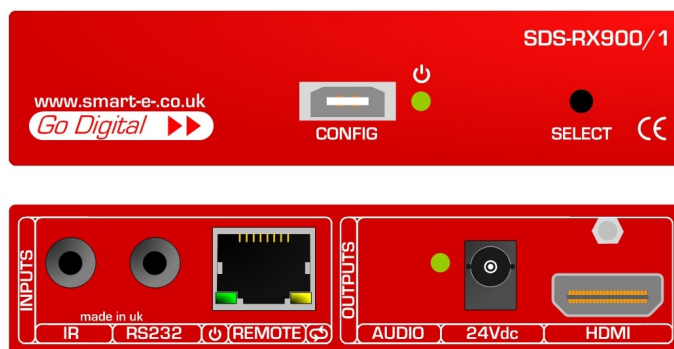 SDS-RX900/1
www.smart-e-.co.uk
Go Digital
CONFIG
SELECT
CE
INPUTS
made in uk
IR RS232 REMOTE
OUTPUTS
AUDIO 24Vdc HDMI